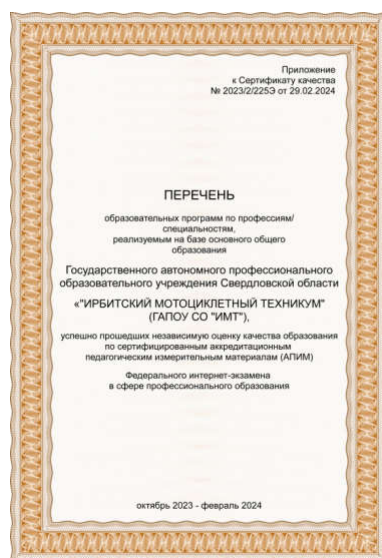 Приложение
к Сертификату качества
№ 2023/2/225Э от 29.02.2024
ПЕРЕЧЕНЬ
образовательных программ по профессиям/
специальностям,
реализуемым на базе основного общего
образования
Государственного автономного профессионального
образовательного учреждения Свердловской области
«"ИРБИТСКИЙ МОТОЦИКЛЕТНЫЙ ТЕХНИКУМ"
(ГАПОУ СО "ИМТ"),
успешно прошедших независимую оценку качества образования
по сертифицированным аккредитационным
педагогическим измерительным материалам (АПИМ)
Федерального интернет-экзамена
в сфере профессионального образования
октябрь 2023 - февраль 2024